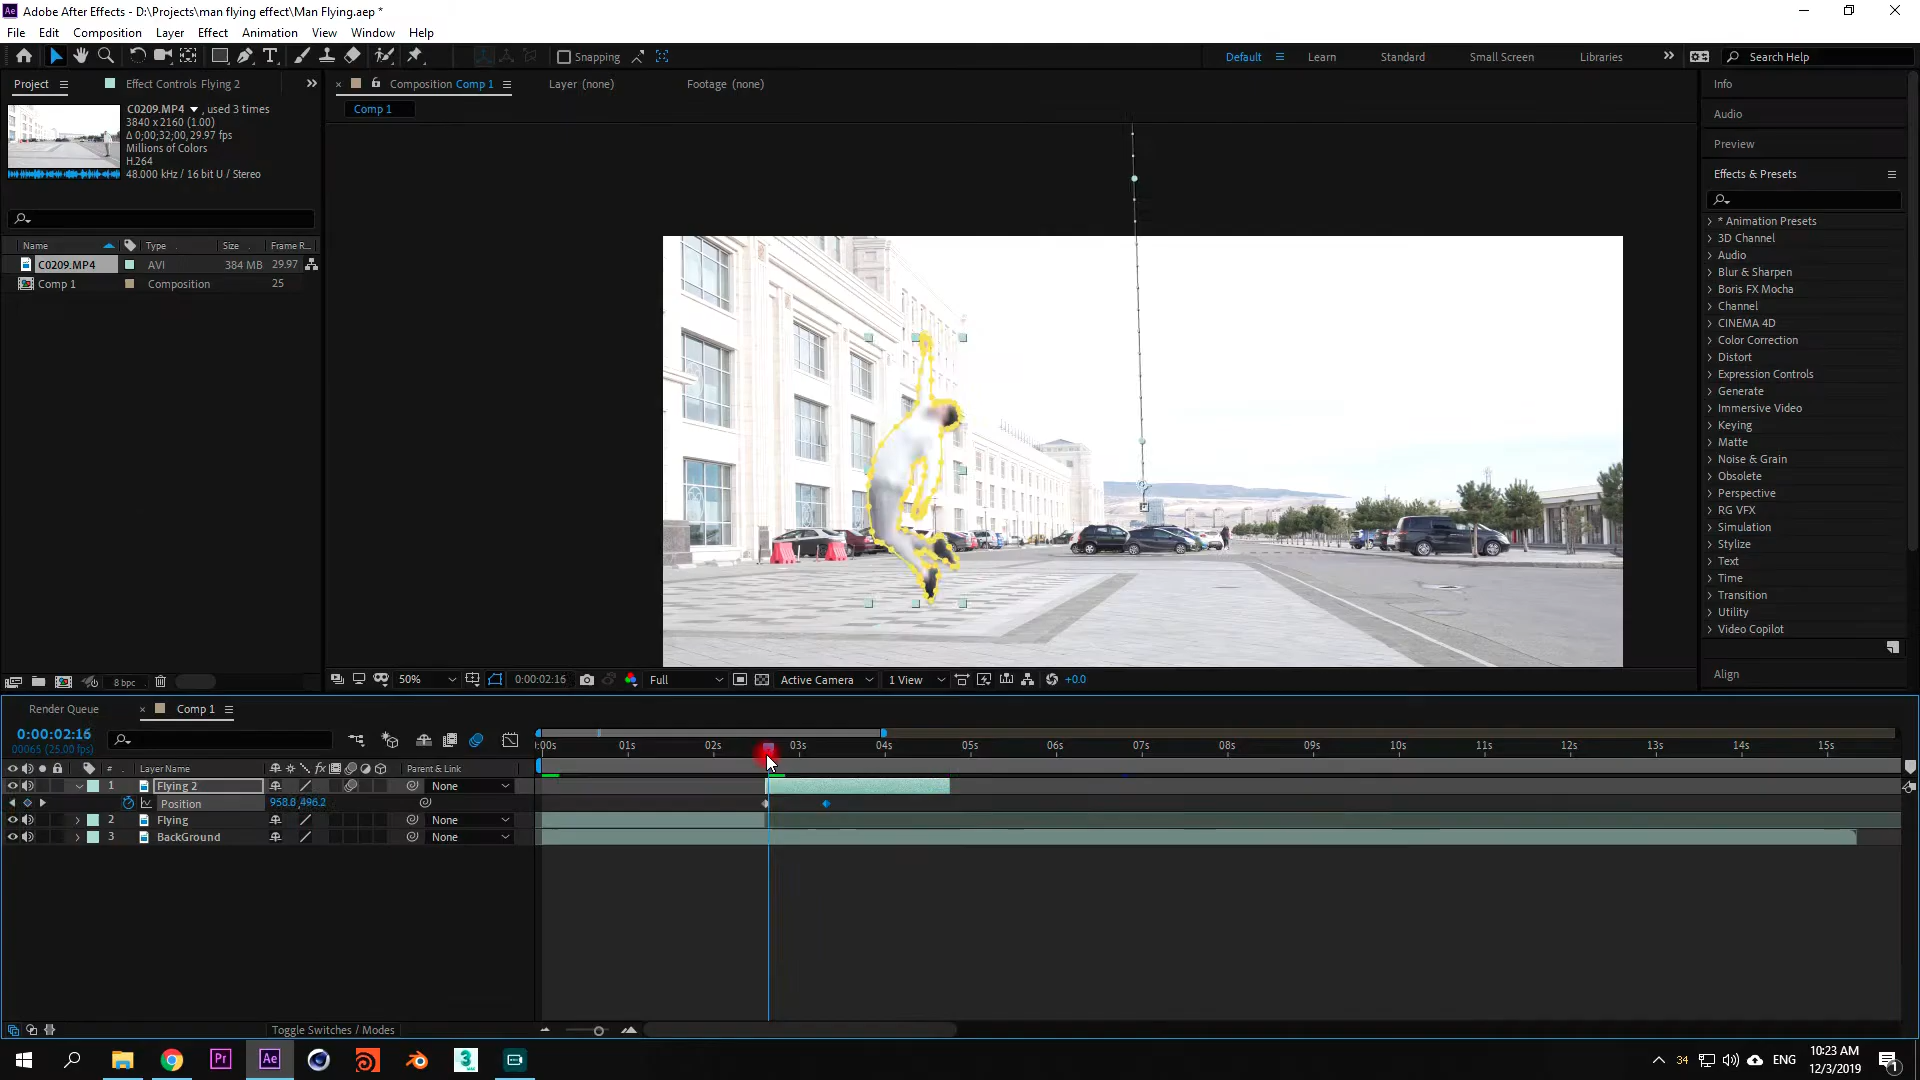 Adobe After Effects - D:\Projects\man flying effect\Man Flying.aep *
File Edit Composition Layer Effect Animation View Window Help
Snapping
Default Learn Standard Small Screen Libraries Search Help
Project Effect Controls Flying 2
Composition Comp 1 Layer (none) Footage (none)
Comp 1
C0209.MP4 , used 3 times
3840 x 2160 (1.00)
Δ 0;00;32;00, 29.97 fps
Millions of Colors
H.264
48.000 kHz / 16 bit U / Stereo
Name Type Size Frame R...
C0209.MP4 AVI 384 MB 29.97
Comp 1 Composition 25
8 bpc
50% 0:00:02:16 Full Active Camera 1 View +0.0
Info
Audio
Preview
Effects & Presets
* Animation Presets
3D Channel
Audio
Blur & Sharpen
Boris FX Mocha
Channel
CINEMA 4D
Color Correction
Distort
Expression Controls
Generate
Immersive Video
Keying
Matte
Noise & Grain
Obsolete
Perspective
RG VFX
Simulation
Stylize
Text
Time
Transition
Utility
Video Copilot
Align
Render Queue Comp 1
0:00:02:16
00065 (25.00 fps)
:00s 01s 02s 03s 04s 05s 06s 07s 08s 09s 10s 11s 12s 13s 14s 15s
# Layer Name Parent & Link
1 Flying 2 None
Position 958.0,496.2
2 Flying None
3 BackGround None
Toggle Switches / Modes
34 ENG 10:23 AM
12/3/2019
1